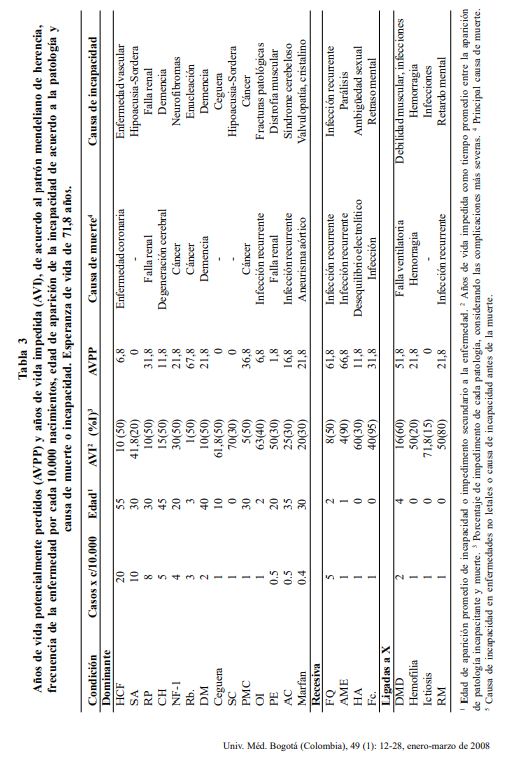 Tabla 3
Años de vida potencialmente perdidos (AVPP) y años de vida impedida (AVI), de acuerdo al patrón mendeliano de herencia,
frecuencia de la enfermedad por cada 10.000 nacimientos, edad de aparición de la incapacidad de acuerdo a la patología y
causa de muerte o incapacidad. Esperanza de vida de 71,8 años.
Condición Casos x c/10.000 Edad¹ AVI² (%I)³ AVPP Causa de muerte⁴ Causa de incapacidad
Dominante
HCF 20 55 10 (50) 6,8 Enfermedad coronaria Enfermedad vascular
SA 10 30 41,8(20) 0 - Hipoacusia-Sordera
RP 8 30 10(50) 31,8 Falla renal Falla renal
CH 5 45 15(50) 11,8 Degeneración cerebral Demencia
NF-1 4 20 30(50) 21,8 Cáncer Neurofibromas
Rb. 3 3 1(50) 67,8 Cáncer Enucleación
DM 2 40 10(50) 21,8 Demencia Demencia
Ceguera 1 10 61,8(50) 0 - Ceguera
SC 1 0 70(30) 0 - Hipoacusia-Sordera
PMC 1 30 5(50) 36,8 Cáncer Cáncer
OI 1 2 63(40) 6,8 Infección recurrente Fracturas patológicas
PE 0.5 20 50(30) 1,8 Falla renal Distrofia muscular
AC 0.5 35 25(30) 16,8 Infección recurrente Síndrome cerebeloso
Marfan 0.4 30 20(30) 21,8 Aneurisma aórtico Valvulopatía, cristalino
Recesiva
FQ 5 2 8(50) 61,8 Infección recurrente Infección recurrente
AME 1 1 4(90) 66,8 Infección recurrente Parálisis
HA 1 0 60(30) 11,8 Desequilibrio electrolítico Ambigüedad sexual
Fc. 1 0 40(95) 31,8 Infección Retraso mental
Ligadas a X
DMD 2 4 16(60) 51,8 Falla ventilatoria Debilidad muscular, infecciones
Hemofilia 1 0 50(20) 21,8 Hemorragia Hemorragia
Ictiosis 1 0 71,8(15) 0 - Infecciones
RM 1 0 50(80) 21,8 Infección recurrente Retardo mental
¹ Edad de aparición promedio de incapacidad o impedimento secundario a la enfermedad. ² Años de vida impedida como tiempo promedio entre la aparición
de patología incapacitante y muerte. ³ Porcentaje de impedimento de cada patología, considerando las complicaciones más severas. ⁴ Principal causa de muerte.
⁵ Causa de incapacidad en enfermedades no letales o causa de incapacidad antes de la muerte.
Univ. Méd. Bogotá (Colombia), 49 (1): 12-28, enero-marzo de 2008